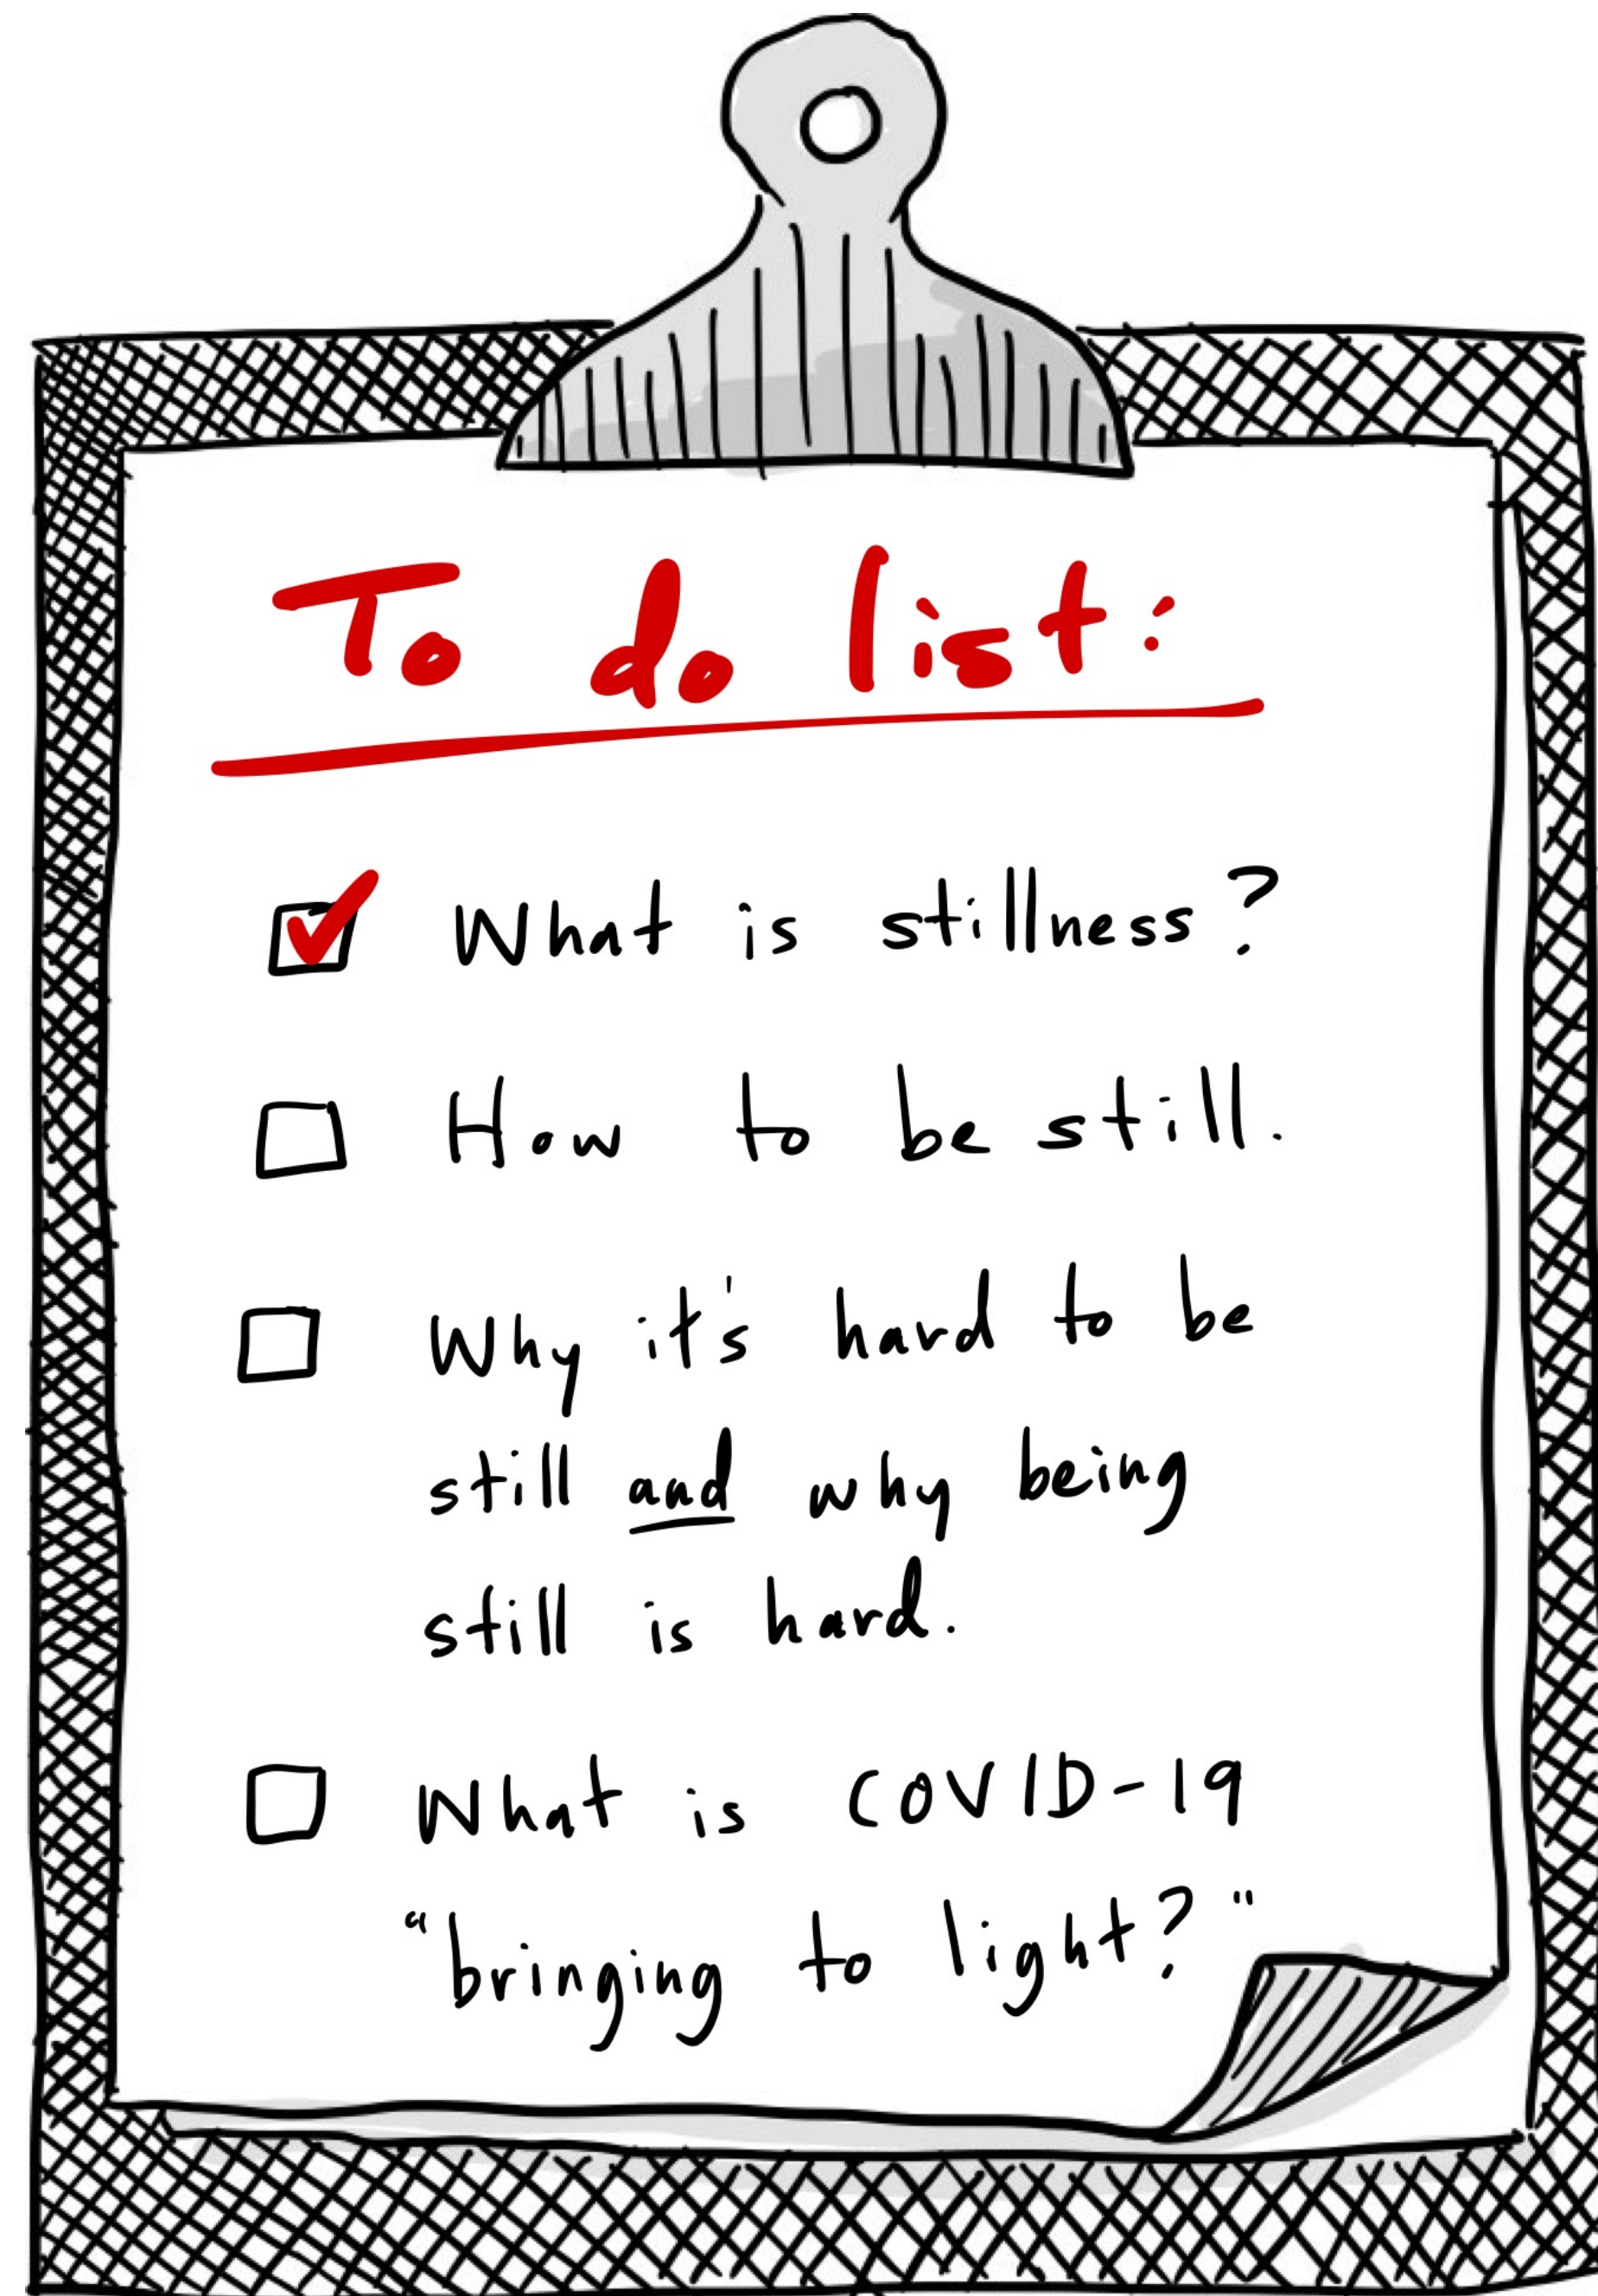 To do list:
What is stillness?
How to be still.
Why it's hard to be
still and why being
still is hard.
What is COVID-19
"bringing to light?"